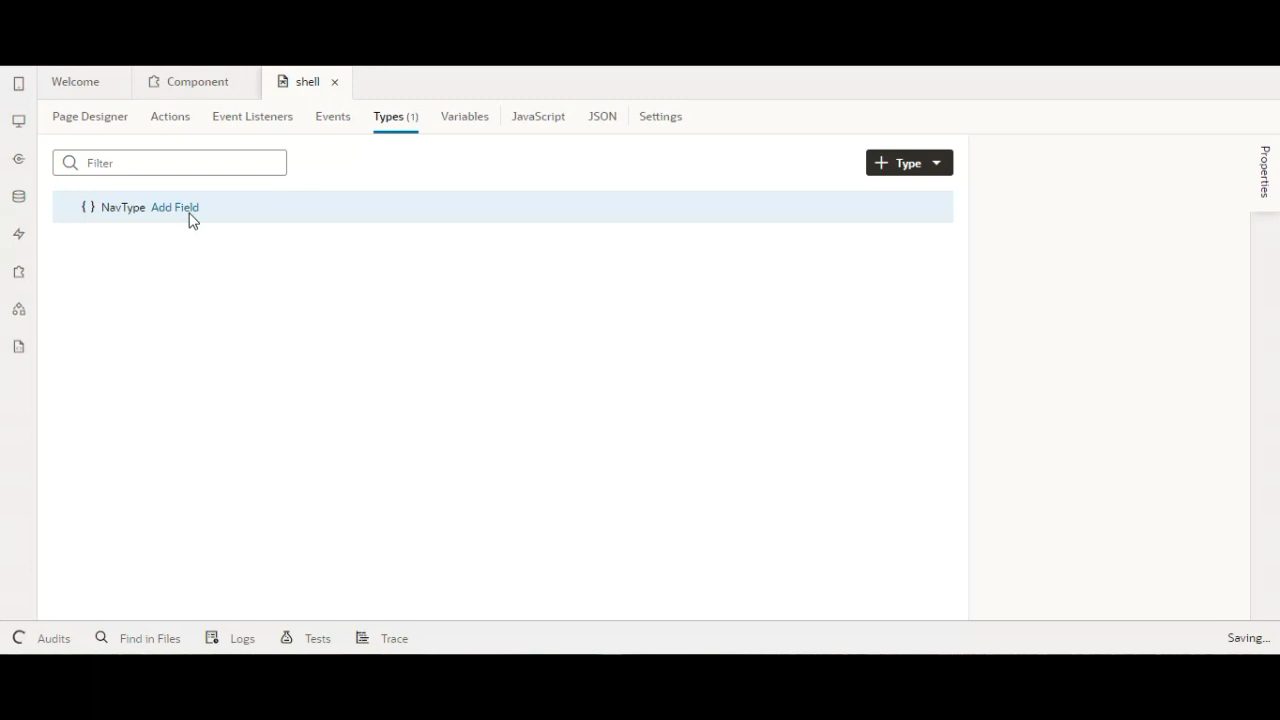 Welcome Component shell
Page Designer Actions Event Listeners Events Types (1) Variables JavaScript JSON Settings
Filter
+ Type
Properties
{ } NavType Add Field
Audits Find in Files Logs Tests Trace Saving...